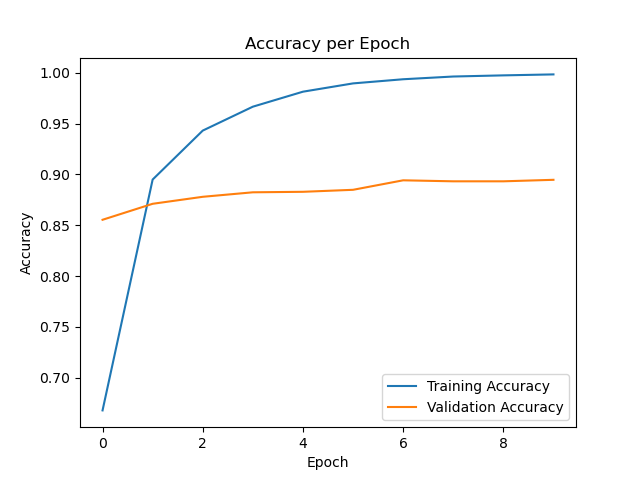 Accuracy per Epoch
Accuracy
1.00
0.95
0.90
0.85
0.80
0.75
0.70
0 2 4 6 8
Epoch
Training Accuracy
Validation Accuracy